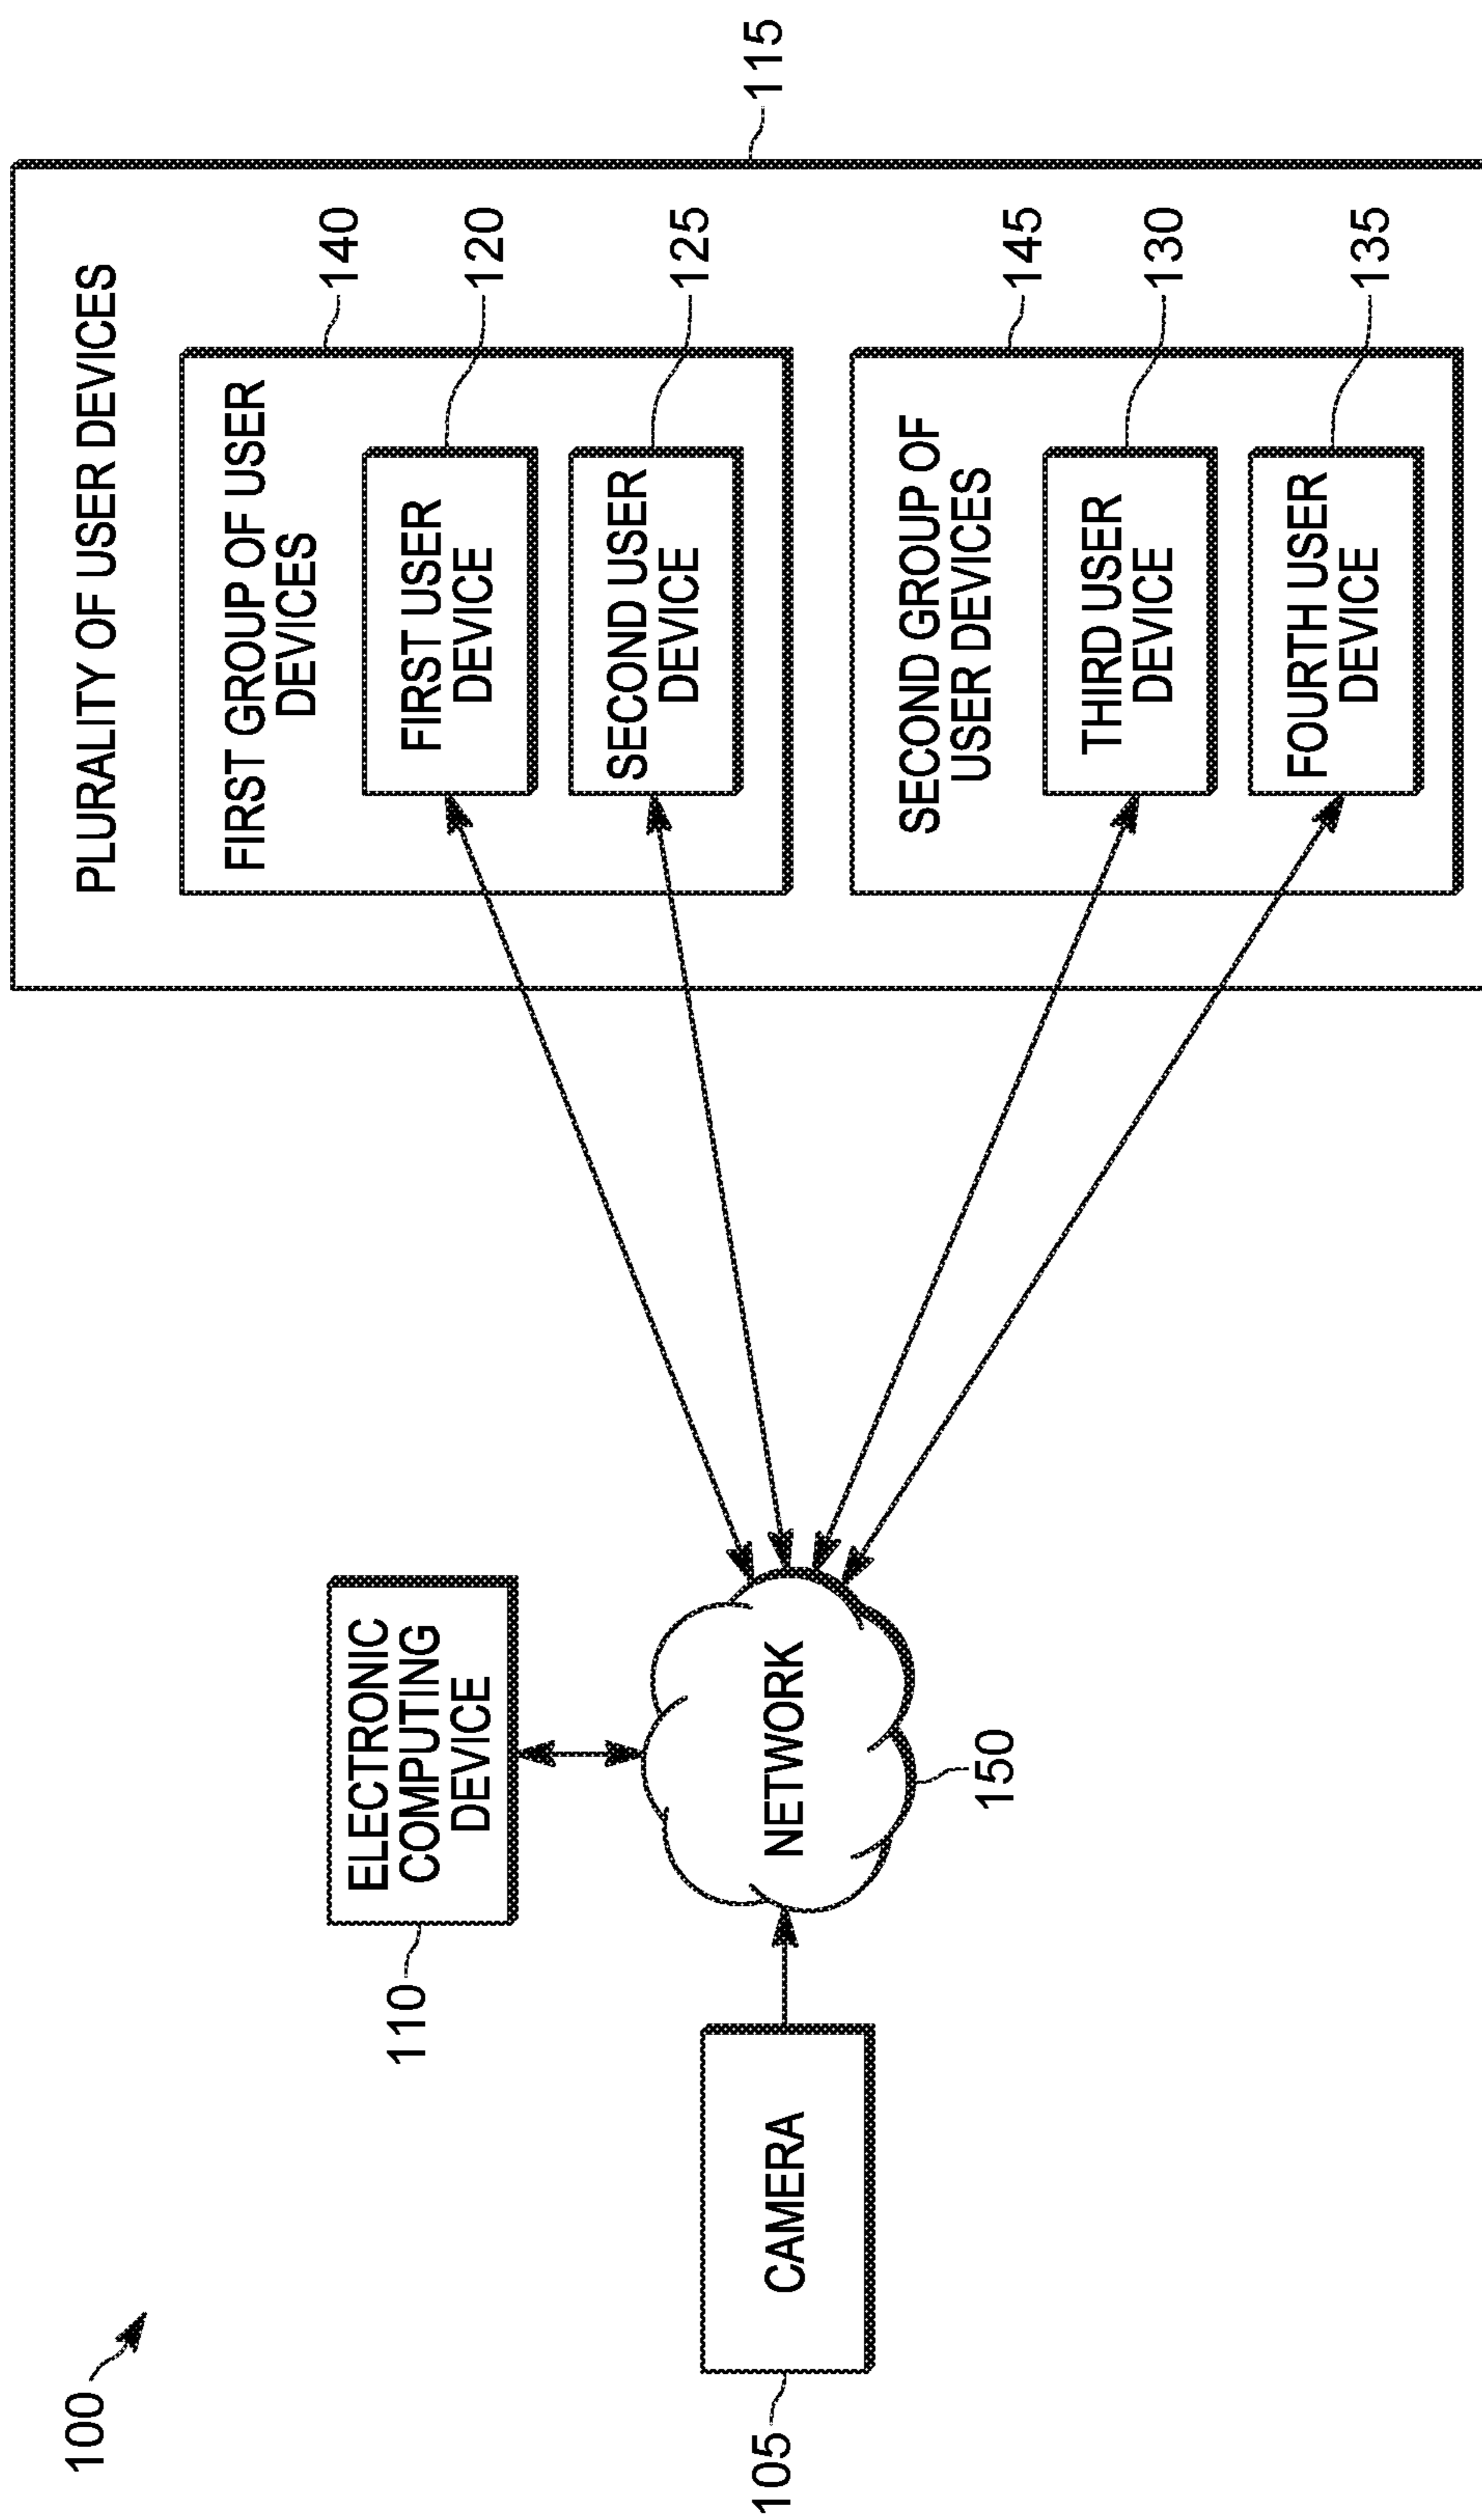 100
PLURALITY OF USER DEVICES
115
FIRST GROUP OF USER
DEVICES
140
FIRST USER
DEVICE
120
SECOND USER
DEVICE
125
SECOND GROUP OF
USER DEVICES
145
THIRD USER
DEVICE
130
FOURTH USER
DEVICE
135
ELECTRONIC
COMPUTING
DEVICE
110
NETWORK
150
CAMERA
105